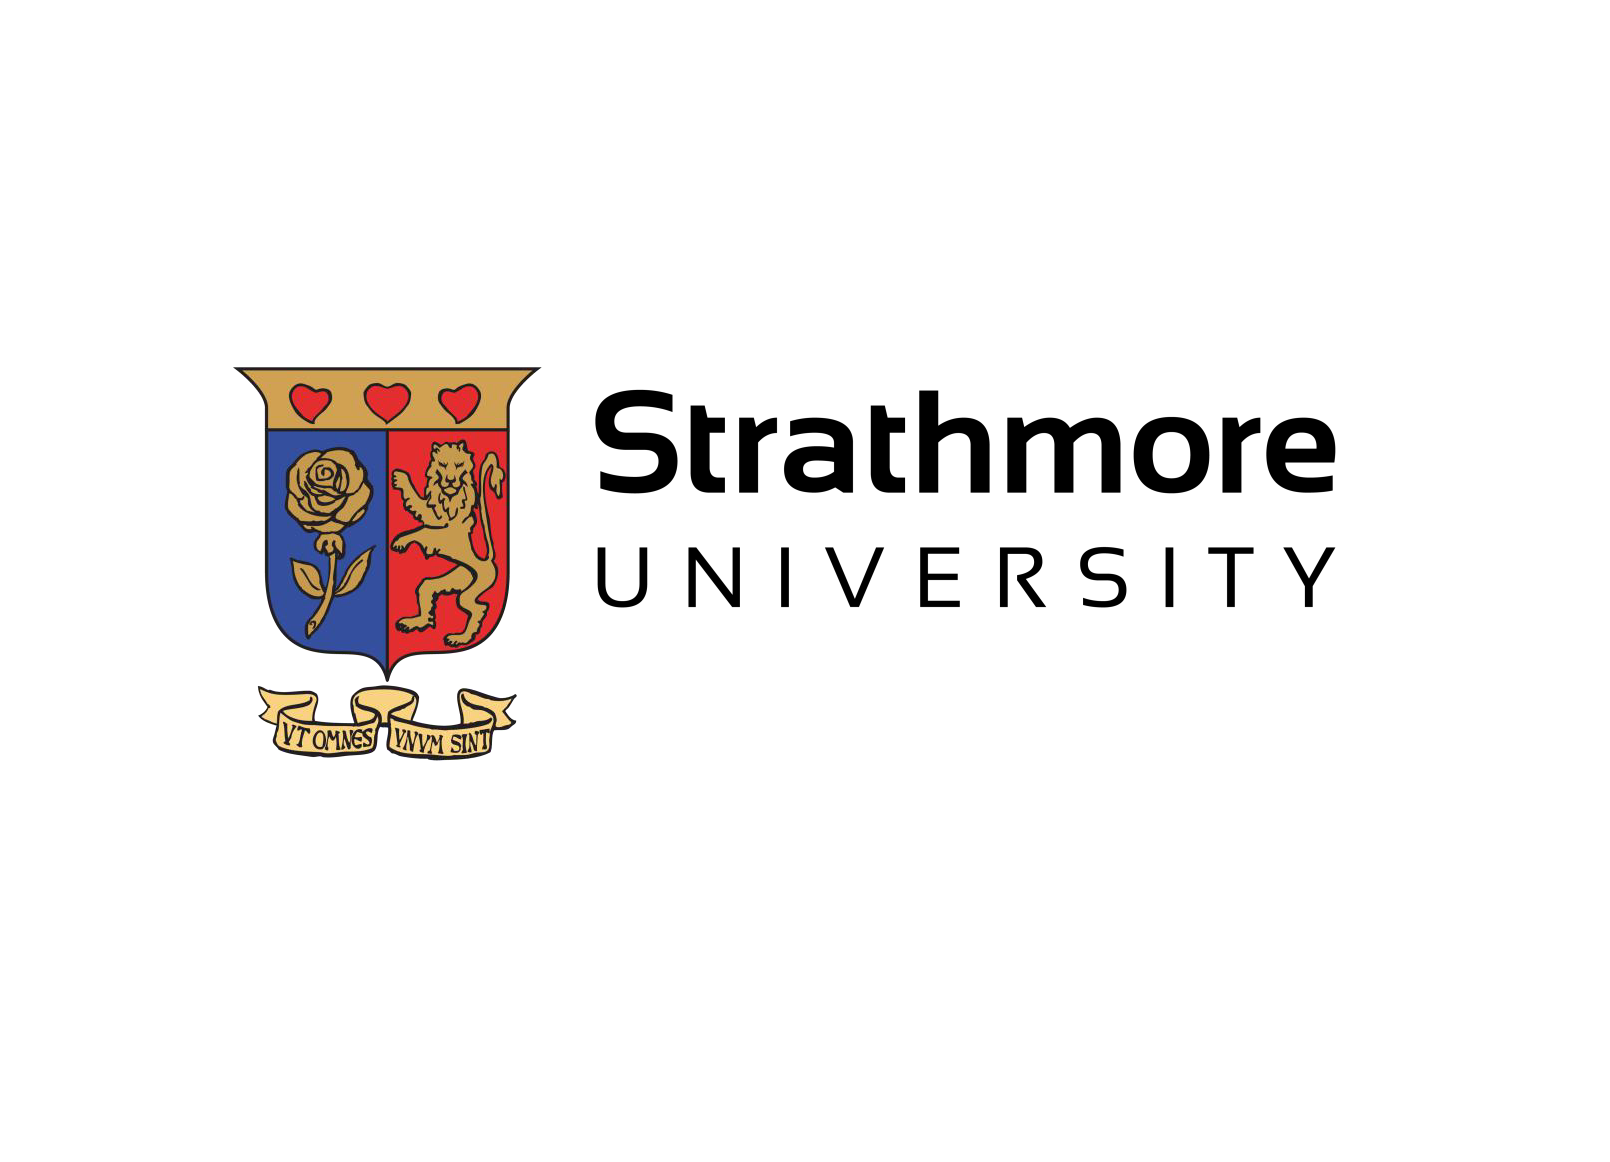 Strathmore
UNIVERSITY
VT OMNES VNVM SINT